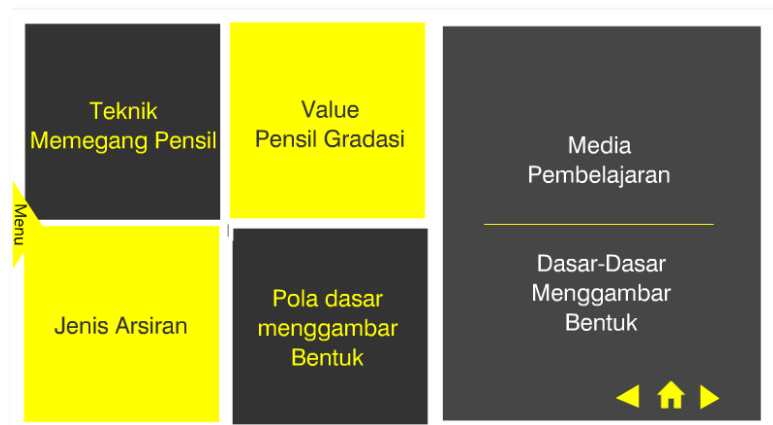 Teknik
Memegang Pensil
Value
Pensil Gradasi
Menu
Jenis Arsiran
Pola dasar
menggambar
Bentuk
Media
Pembelajaran
Dasar-Dasar
Menggambar
Bentuk